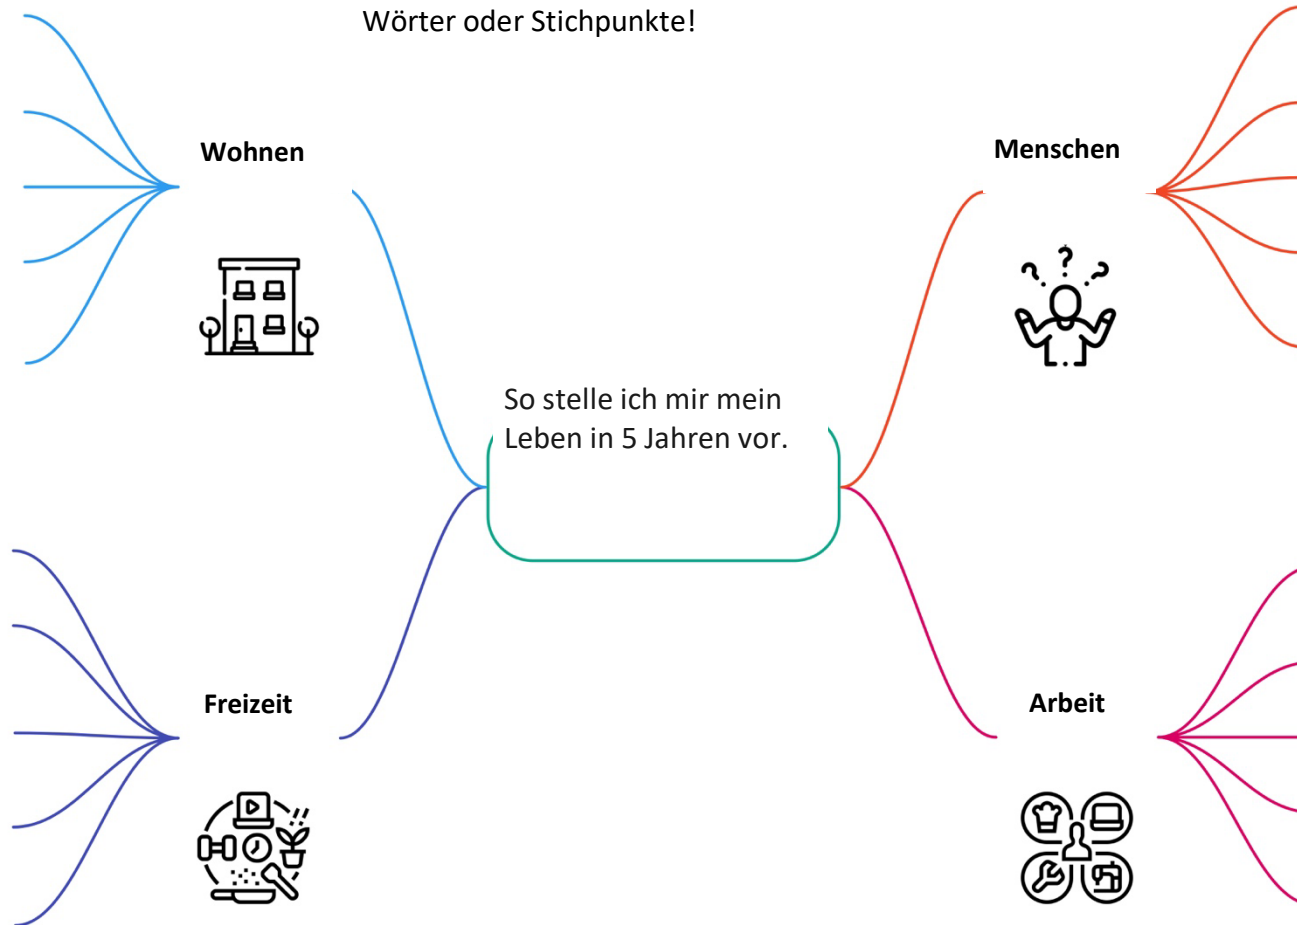 Wörter oder Stichpunkte!
Wohnen
Menschen
So stelle ich mir mein
Leben in 5 Jahren vor.
Freizeit
Arbeit